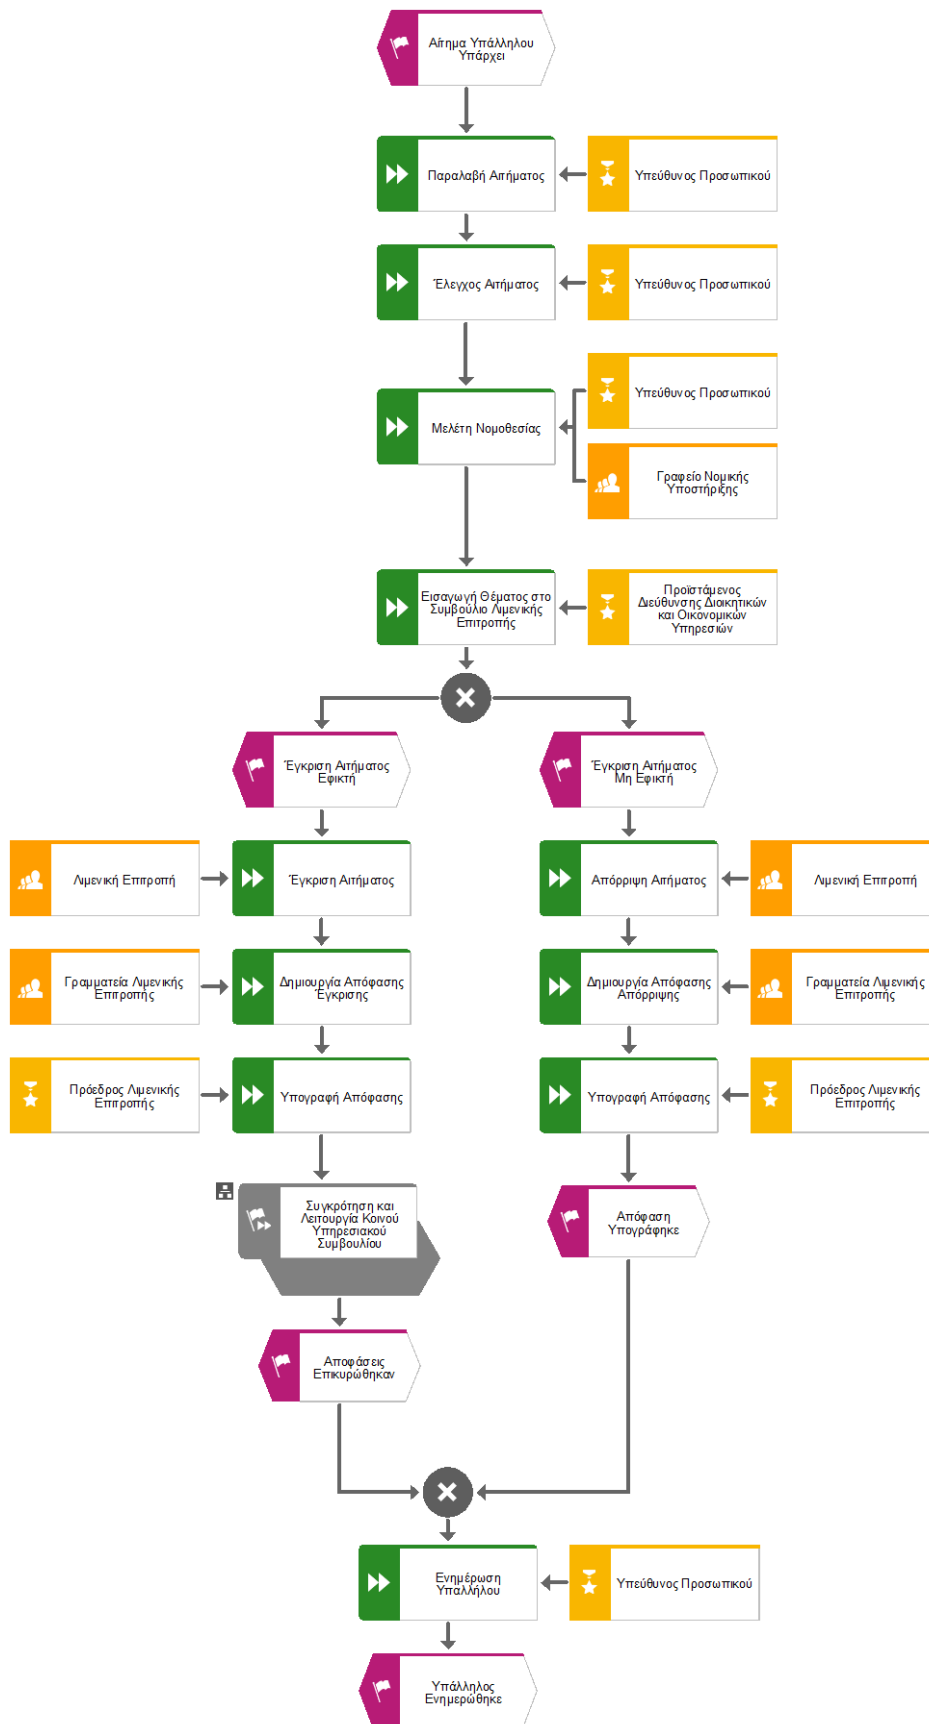 Αίτημα Υπάλληλου
Υπάρχει
Παραλαβή Αιτήματος
Υπεύθυνος Προσωπικού
Έλεγχος Αιτήματος
Υπεύθυνος Προσωπικού
Υπεύθυνος Προσωπικού
Μελέτη Νομοθεσίας
Γραφείο Νομικής
Υποστήριξης
Εισαγωγή Θέματος στο
Συμβούλιο Λιμενικής
Επιτροπής
Προϊστάμενος
Διεύθυνσης Διοικητικών
και Οικονομικών
Υπηρεσιών
Έγκριση Αιτήματος
Εφικτή
Έγκριση Αιτήματος
Μη Εφικτή
Λιμενική Επιτροπή
Έγκριση Αιτήματος
Απόρριψη Αιτήματος
Λιμενική Επιτροπή
Γραμματεία Λιμενικής
Επιτροπής
Δημιουργία Απόφασης
Έγκρισης
Δημιουργία Απόφασης
Απόρριψης
Γραμματεία Λιμενικής
Επιτροπής
Πρόεδρος Λιμενικής
Επιτροπής
Υπογραφή Απόφασης
Υπογραφή Απόφασης
Πρόεδρος Λιμενικής
Επιτροπής
Συγκρότηση και
Λειτουργία Κοινού
Υπηρεσιακού
Συμβουλίου
Απόφαση
Υπογράφηκε
Αποφάσεις
Επικυρώθηκαν
Ενημέρωση
Υπαλλήλου
Υπεύθυνος Προσωπικού
Υπάλληλος
Ενημερώθηκε